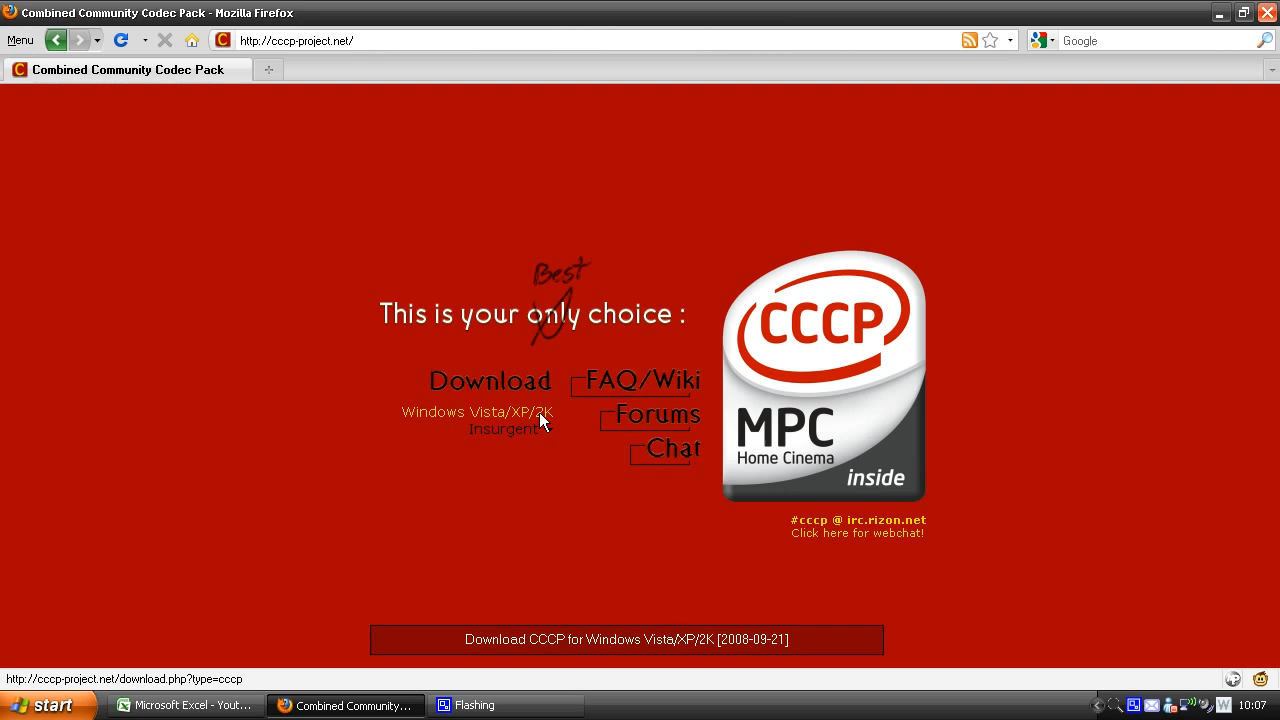 Combined Community Codec Pack - Mozilla Firefox
Menu
http://cccp-project.net/
Google
Combined Community Codec Pack
Best
This is your only choice :
CCCP
Download
FAQ/Wiki
Windows Vista/XP/2K
Forums
Insurgent
MPC
Home Cinema
Chat
inside
#cccp @ irc.rizon.net
Click here for webchat!
Download CCCP for Windows Vista/XP/2K [2008-09-21]
http://cccp-project.net/download.php?type=cccp
start
Microsoft Excel - Yout...
Combined Community...
Flashing
10:07